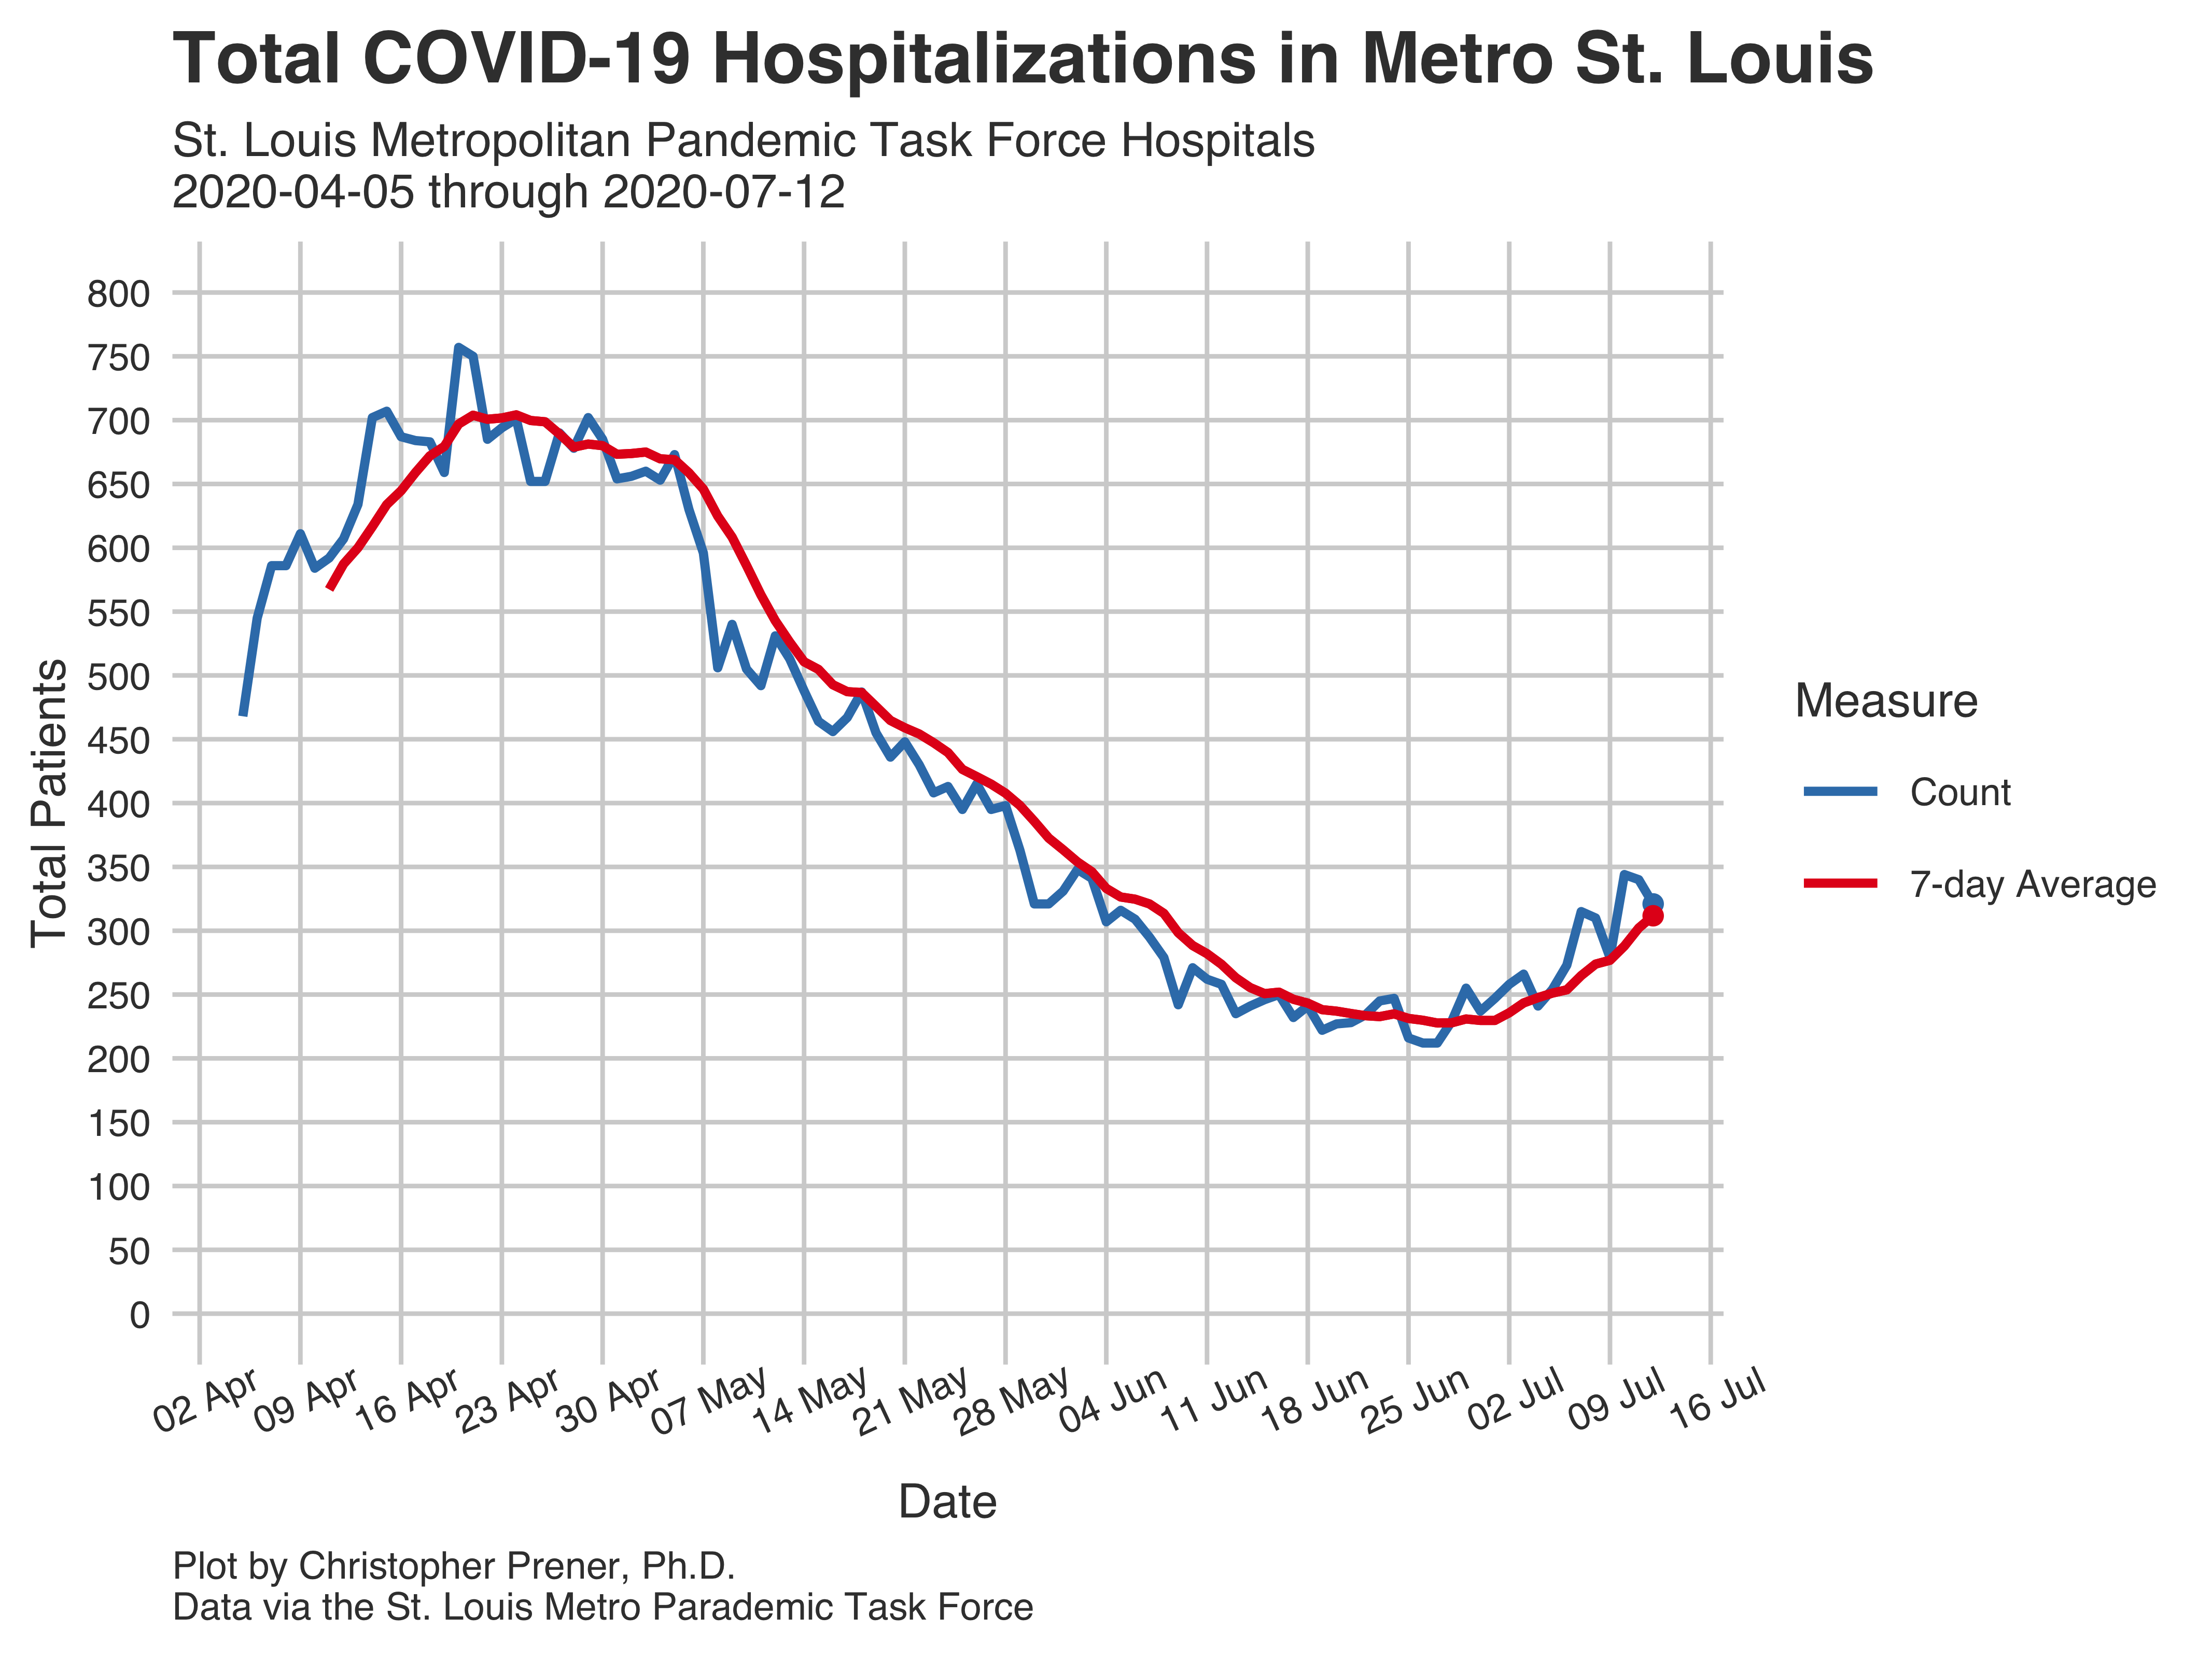 Total COVID-19 Hospitalizations in Metro St. Louis
St. Louis Metropolitan Pandemic Task Force Hospitals
2020-04-05 through 2020-07-12
800
750
700
650
600
550
500
450
400
350
300
250
200
150
100
50
0
Total Patients
02 Apr
09 Apr
16 Apr
23 Apr
30 Apr
07 May
14 May
21 May
28 May
04 Jun
11 Jun
18 Jun
25 Jun
02 Jul
09 Jul
16 Jul
Date
Measure
Count
7-day Average
Plot by Christopher Prener, Ph.D.
Data via the St. Louis Metro Parademic Task Force